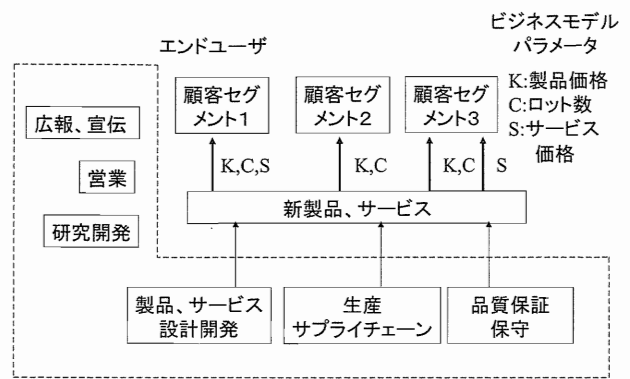 ビジネスモデル
パラメータ
エンドユーザ
K:製品価格
C:ロット数
S:サービス
価格
顧客セグ
メント1
顧客セグ
メント2
顧客セグ
メント3
広報、宣伝
営業
研究開発
K,C,S
K,C
K,C
S
新製品、サービス
製品、サービス
設計開発
生産
サプライチェーン
品質保証
保守